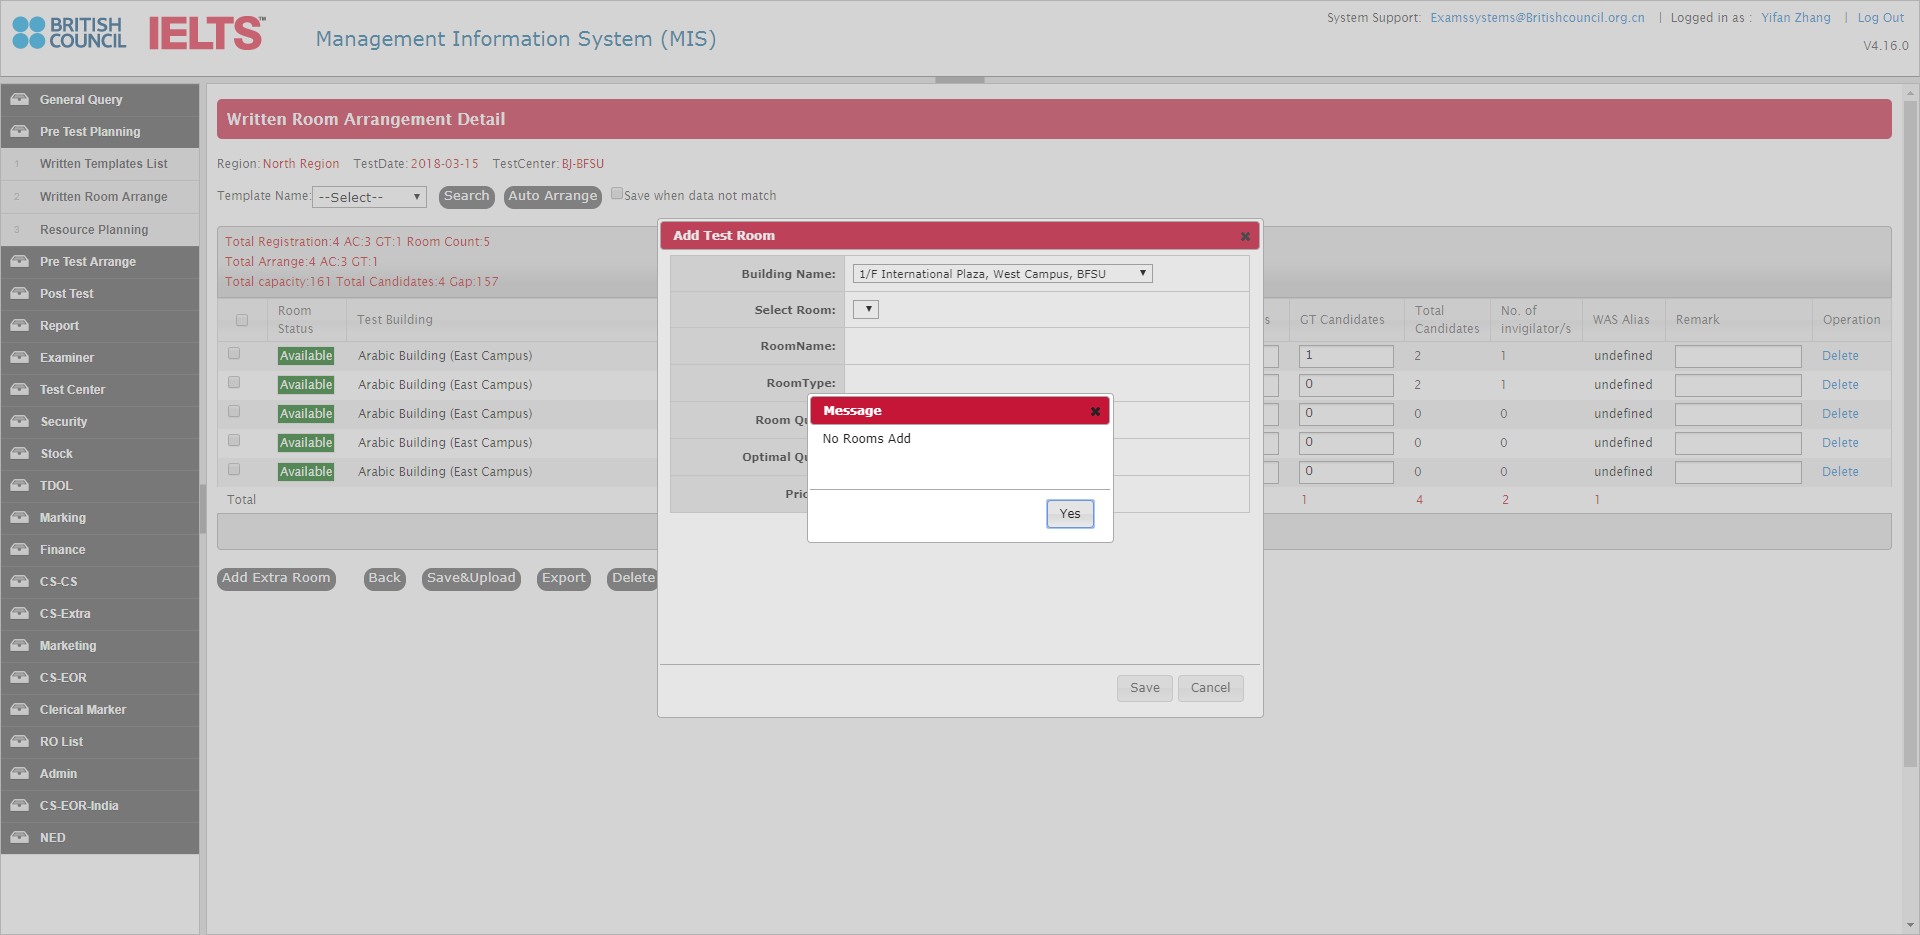 BRITISH COUNCIL IELTS™
Management Information System (MIS)
System Support: Examssystems@Britishcouncil.org.cn | Logged in as : Yifan Zhang | Log Out
V4.16.0
General Query
Pre Test Planning
1 Written Templates List
2 Written Room Arrange
3 Resource Planning
Pre Test Arrange
Post Test
Report
Examiner
Test Center
Security
Stock
TDOL
Marking
Finance
CS-CS
CS-Extra
Marketing
CS-EOR
Clerical Marker
RO List
Admin
CS-EOR-India
NED
Written Room Arrangement Detail
Region: North Region TestDate: 2018-03-15 TestCenter: BJ-BFSU
Template Name: --Select-- Search Auto Arrange Save when data not match
Total Registration:4 AC:3 GT:1 Room Count:5
Total Arrange:4 AC:3 GT:1
Total capacity:161 Total Candidates:4 Gap:157
Room Status Test Building s GT Candidates Total Candidates No. of invigilator/s WAS Alias Remark Operation
Available Arabic Building (East Campus) 1 2 1 undefined Delete
Available Arabic Building (East Campus) 0 2 1 undefined Delete
Available Arabic Building (East Campus) 0 0 0 undefined Delete
Available Arabic Building (East Campus) 0 0 0 undefined Delete
Available Arabic Building (East Campus) 0 0 0 undefined Delete
Total 1 4 2 1
Add Extra Room Back Save&Upload Export Delete
Add Test Room
Building Name: 1/F International Plaza, West Campus, BFSU
Select Room:
RoomName:
RoomType:
Room Qu
Optimal Qu
Pric
Save Cancel
Message
No Rooms Add
Yes